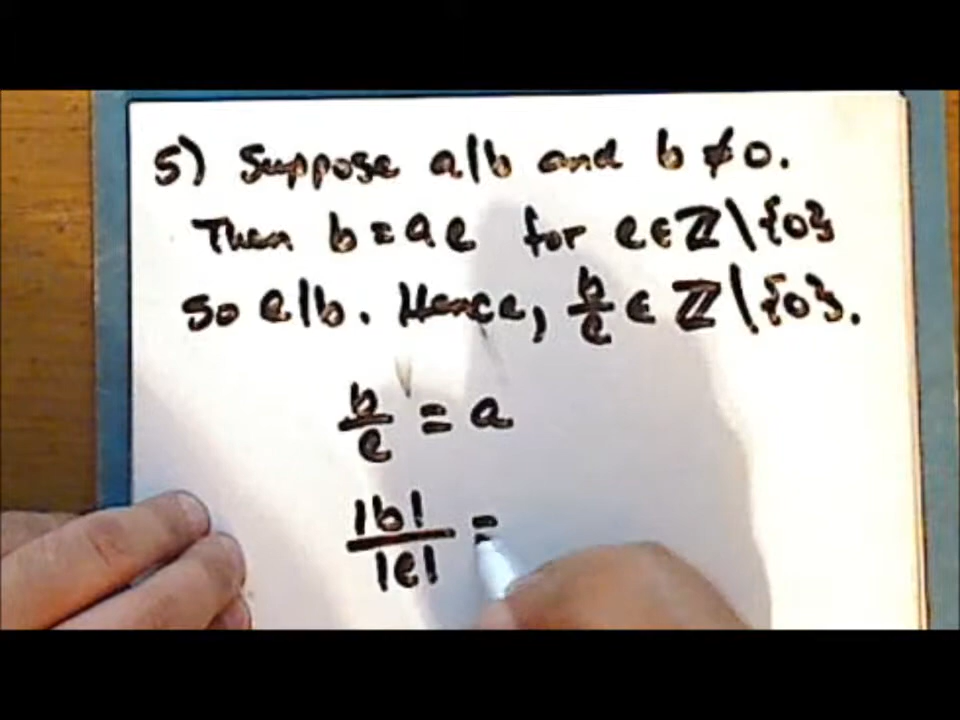 5) Suppose a|b and b≠0.
Then b=ae for e∈ℤ\{0}
so e|b. Hence, b/e ∈ ℤ\{0}.
b/e = a
|b|/|e| =